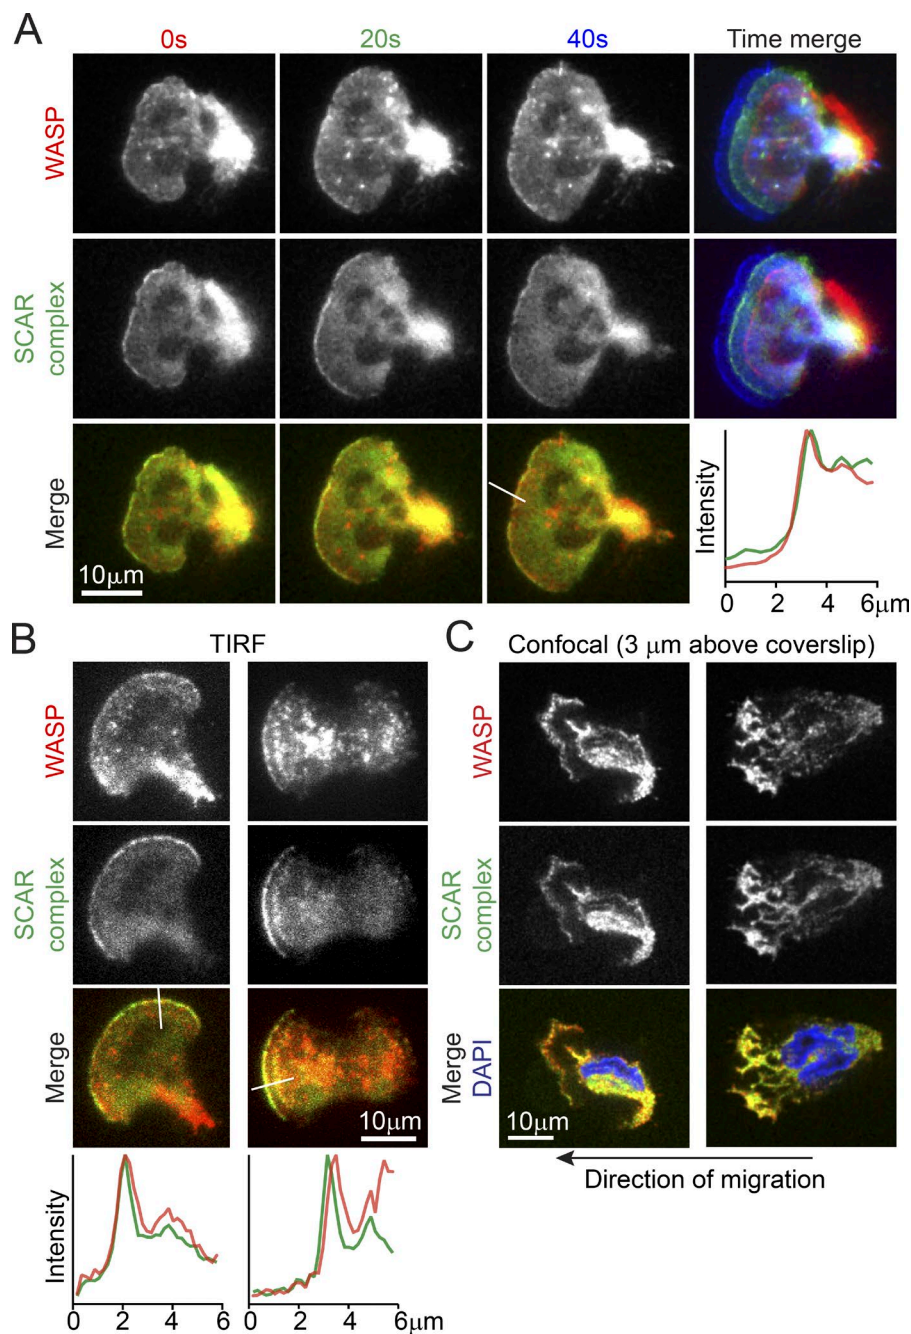 A
0s 20s 40s Time merge
WASP
SCAR
complex
Merge
10μm
Intensity
0 2 4 6μm
B
TIRF
WASP
SCAR
complex
Merge
10μm
Intensity
0 2 4 6
0 2 4 6μm
C
Confocal (3 μm above coverslip)
WASP
SCAR
complex
Merge
DAPI
10μm
Direction of migration